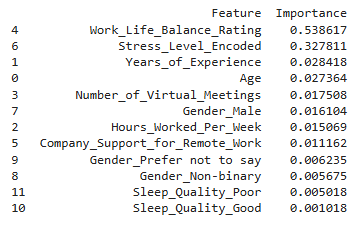 Feature Importance
4 Work_Life_Balance_Rating 0.538617
6 Stress_Level_Encoded 0.327811
1 Years_of_Experience 0.028418
0 Age 0.027364
3 Number_of_Virtual_Meetings 0.017508
7 Gender_Male 0.016104
2 Hours_Worked_Per_Week 0.015069
5 Company_Support_for_Remote_Work 0.011162
9 Gender_Prefer not to say 0.006235
8 Gender_Non-binary 0.005675
11 Sleep_Quality_Poor 0.005018
10 Sleep_Quality_Good 0.001018